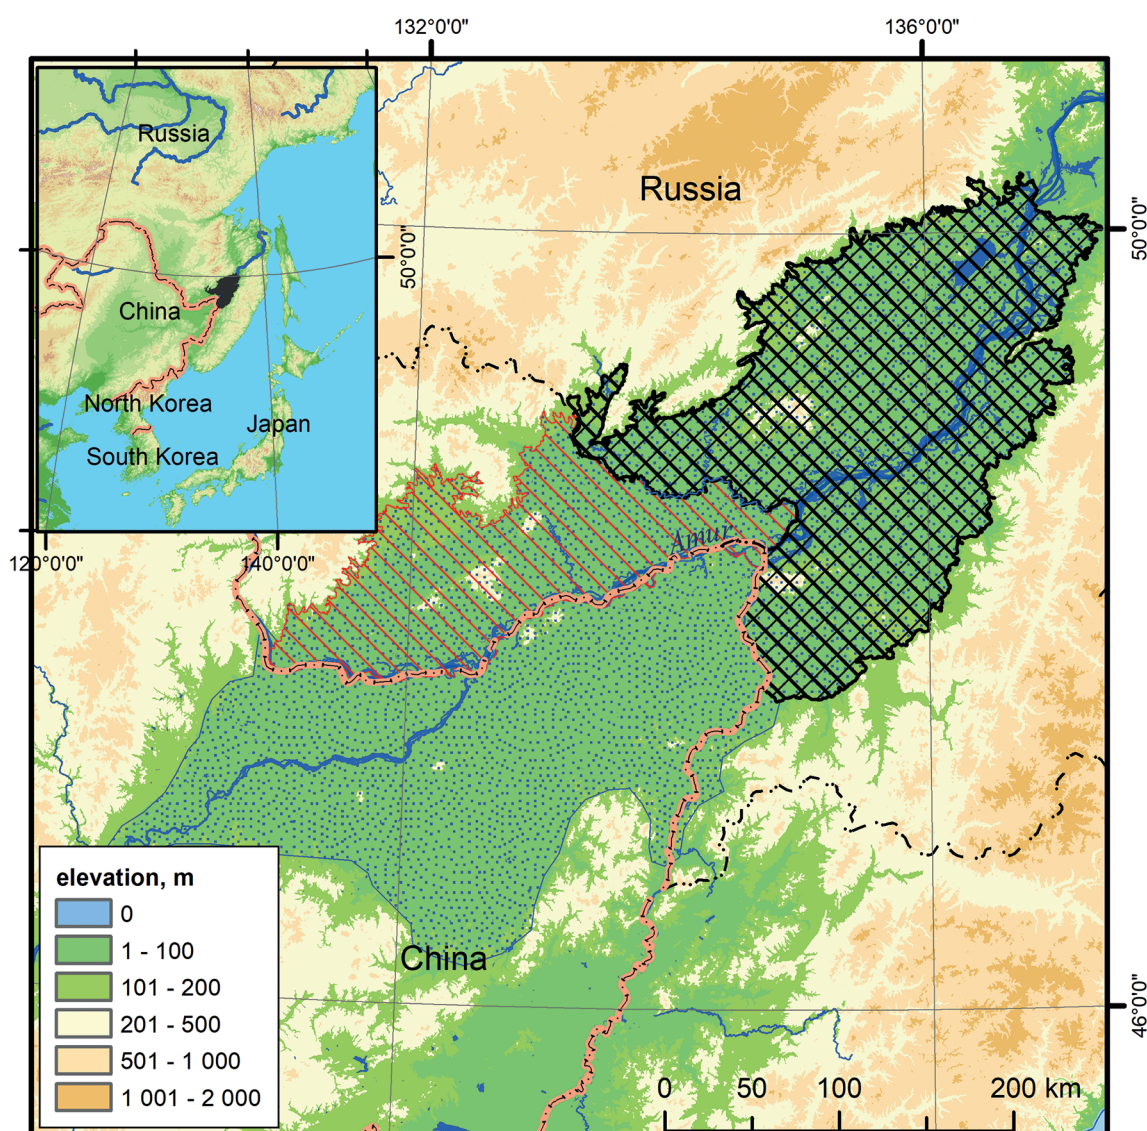 132°0'0"
136°0'0"
Russia
Russia
50°0'0"
50°0'0"
China
North Korea
Japan
South Korea
Amur
120°0'0"
140°0'0"
elevation, m
0
1 - 100
101 - 200
201 - 500
501 - 1 000
1 001 - 2 000
China
46°0'0"
0 50 100 200 km